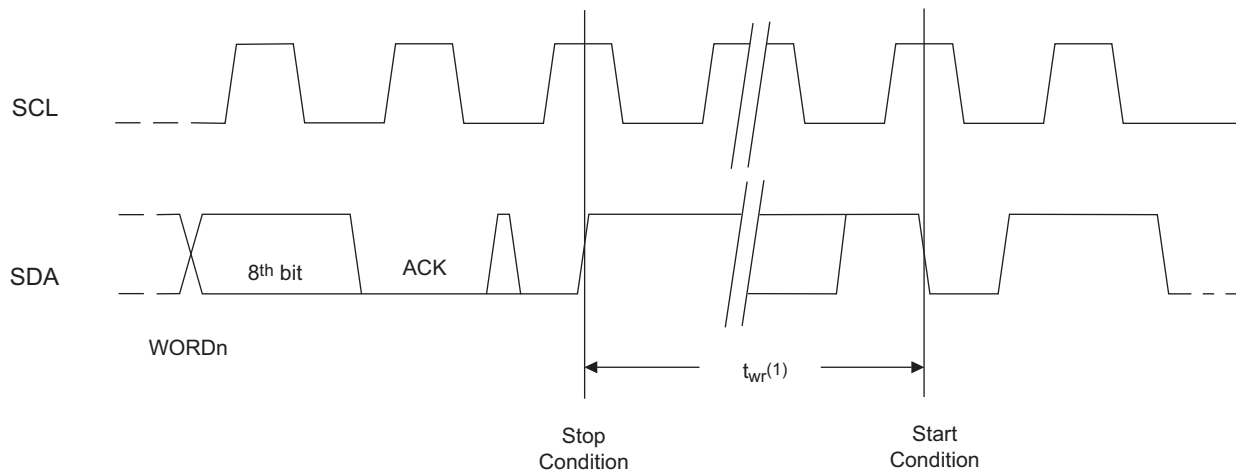 SCL
SDA
8th bit
ACK
WORDn
twr(1)
Stop
Condition
Start
Condition